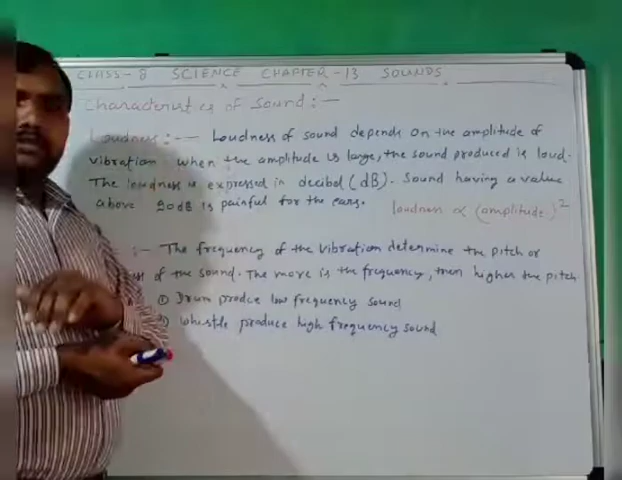 CLASS-8 SCIENCE CHAPTER-13 SOUNDS
Characteristics of Sound:-
Loudness:-- Loudness of sound depends on the amplitude of
vibration when the amplitude is large, the sound produced is loud.
The loudness is expressed in decibel (dB). Sound having a value
above 90 dB is painful for the ears. loudness ∝ (amplitude)²
:- The frequency of the vibration determine the pitch or
of the sound. The more is the frequency, then higher the pitch
① Drum produce low frequency sound
② Whistle produce high frequency sound